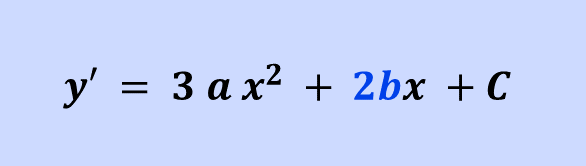 y′ = 3 a x² + 2bx + C